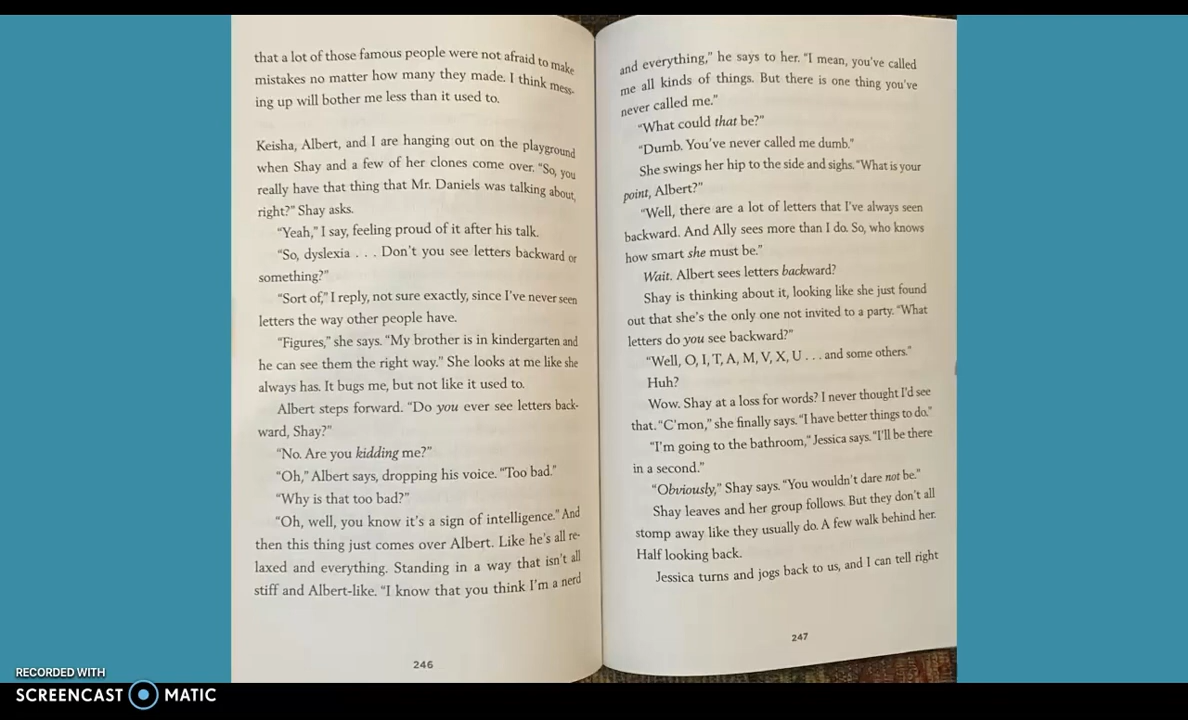 that a lot of those famous people were not afraid to make
mistakes no matter how many they made. I think mess-
ing up will bother me less than it used to.
Keisha, Albert, and I are hanging out on the playground
when Shay and a few of her clones come over. “So, you
really have that thing that Mr. Daniels was talking about,
right?” Shay asks.
“Yeah,” I say, feeling proud of it after his talk.
“So, dyslexia . . . Don’t you see letters backward or
something?”
“Sort of,” I reply, not sure exactly, since I’ve never seen
letters the way other people have.
“Figures,” she says. “My brother is in kindergarten and
he can see them the right way.” She looks at me like she
always has. It bugs me, but not like it used to.
Albert steps forward. “Do you ever see letters back-
ward, Shay?”
“No. Are you kidding me?”
“Oh,” Albert says, dropping his voice. “Too bad.”
“Why is that too bad?”
“Oh, well, you know it’s a sign of intelligence.” And
then this thing just comes over Albert. Like he’s all re-
laxed and everything. Standing in a way that isn’t all
stiff and Albert-like. “I know that you think I’m a nerd
246
and everything,” he says to her. “I mean, you’ve called
me all kinds of things. But there is one thing you’ve
never called me.”
“What could that be?”
“Dumb. You’ve never called me dumb.”
She swings her hip to the side and sighs. “What is your
point, Albert?”
“Well, there are a lot of letters that I’ve always seen
backward. And Ally sees more than I do. So, who knows
how smart she must be.”
Wait. Albert sees letters backward?
Shay is thinking about it, looking like she just found
out that she’s the only one not invited to a party. “What
letters do you see backward?”
“Well, O, I, T, A, M, V, X, U . . . and some others.”
Huh?
Wow. Shay at a loss for words? I never thought I’d see
that. “C’mon,” she finally says. “I have better things to do.”
“I’m going to the bathroom,” Jessica says. “I’ll be there
in a second.”
“Obviously,” Shay says. “You wouldn’t dare not be.”
Shay leaves and her group follows. But they don’t all
stomp away like they usually do. A few walk behind her.
Half looking back.
Jessica turns and jogs back to us, and I can tell right
247
RECORDED WITH
SCREENCAST MATIC